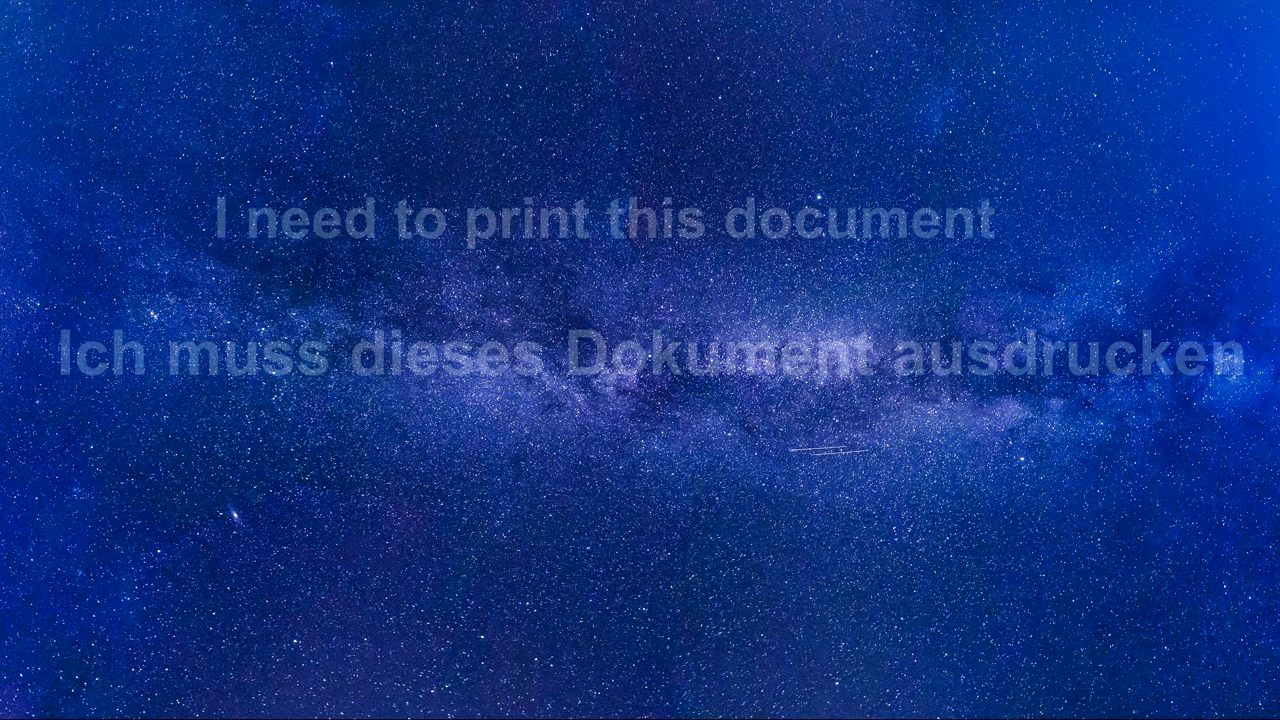 I need to print this document
Ich muss dieses Dokument ausdrucken